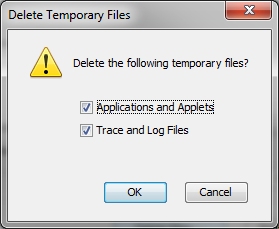 Delete Temporary Files
Delete the following temporary files?
Applications and Applets
Trace and Log Files
OK
Cancel